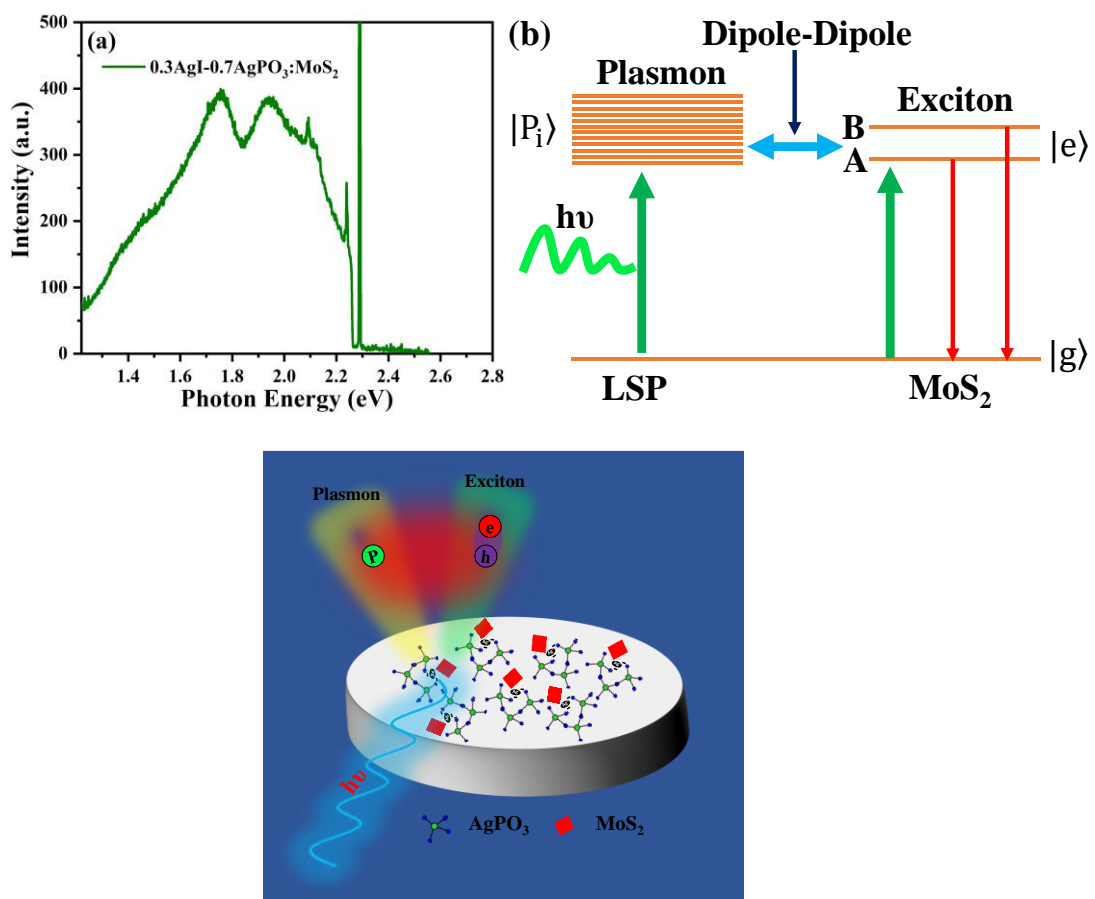 (a)
0.3AgI-0.7AgPO₃:MoS₂
Intensity (a.u.)
500
400
300
200
100
0
1.4 1.6 1.8 2.0 2.2 2.4 2.6 2.8
Photon Energy (eV)
(b)
Dipole-Dipole
Plasmon
Exciton
|Pᵢ⟩
B
A
|e⟩
hυ
|g⟩
LSP
MoS₂
Plasmon
Exciton
e
P
h
hυ
AgPO₃
MoS₂